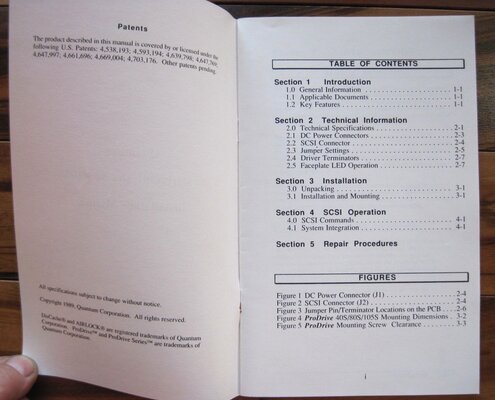 Patents
The product described in this manual is covered by or licensed under the
following U.S. Patents: 4,538,193; 4,593,194; 4,639,798; 4,647,769
4,647,997; 4,661,696; 4,669,004; 4,703,176. Other patents pending.
All specifications subject to change without notice.
Copyright 1989, Quantum Corporation. All rights reserved.
DisCache® and AIRLOCK® are registered trademarks of Quantum
Corporation. ProDrive™ and ProDrive Series™ are trademarks of
Quantum Corporation.
TABLE OF CONTENTS
Section 1 Introduction
1.0 General Information . . . . . . . . . . . . . . . . . . . . . 1-1
1.1 Applicable Documents . . . . . . . . . . . . . . . . . . . 1-1
1.2 Key Features . . . . . . . . . . . . . . . . . . . . . . . . . . 1-1
Section 2 Technical Information
2.0 Technical Specifications . . . . . . . . . . . . . . . . . . 2-1
2.1 DC Power Connectors . . . . . . . . . . . . . . . . . . . 2-3
2.2 SCSI Connector . . . . . . . . . . . . . . . . . . . . . . . . 2-4
2.3 Jumper Settings . . . . . . . . . . . . . . . . . . . . . . . . 2-5
2.4 Driver Terminators . . . . . . . . . . . . . . . . . . . . . . 2-7
2.5 Faceplate LED Operation . . . . . . . . . . . . . . . . . 2-7
Section 3 Installation
3.0 Unpacking . . . . . . . . . . . . . . . . . . . . . . . . . . . . 3-1
3.1 Installation and Mounting . . . . . . . . . . . . . . . . . 3-1
Section 4 SCSI Operation
4.0 SCSI Commands . . . . . . . . . . . . . . . . . . . . . . . 4-1
4.1 System Integration . . . . . . . . . . . . . . . . . . . . . . 4-1
Section 5 Repair Procedures
FIGURES
Figure 1 DC Power Connector (J1) . . . . . . . . . . . . . . . 2-4
Figure 2 SCSI Connector (J2) . . . . . . . . . . . . . . . . . . . 2-4
Figure 3 Jumper Pin/Terminator Locations on the PCB . . . . 2-6
Figure 4 ProDrive 40S/80S/105S Mounting Dimensions . 3-2
Figure 5 ProDrive Mounting Screw Clearance . . . . . . . . 3-3
i